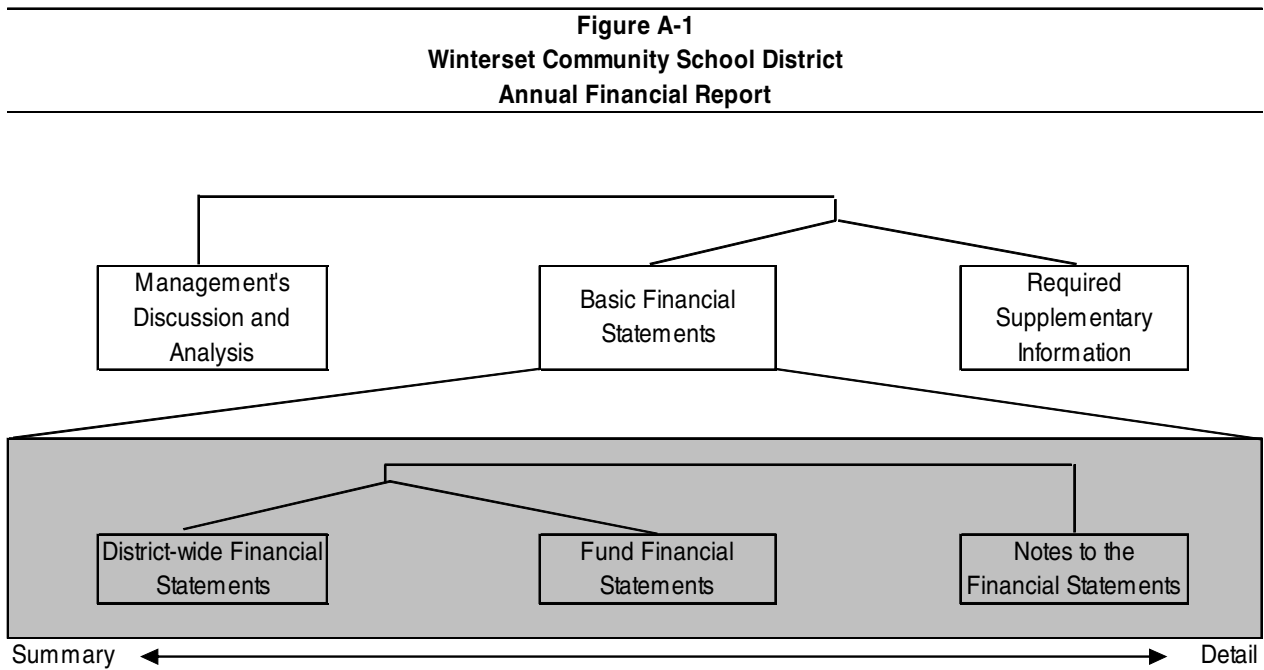 Figure A-1
Winterset Community School District
Annual Financial Report
Management's
Discussion and
Analysis
Basic Financial
Statements
Required
Supplementary
Information
District-wide Financial
Statements
Fund Financial
Statements
Notes to the
Financial Statements
Summary
Detail